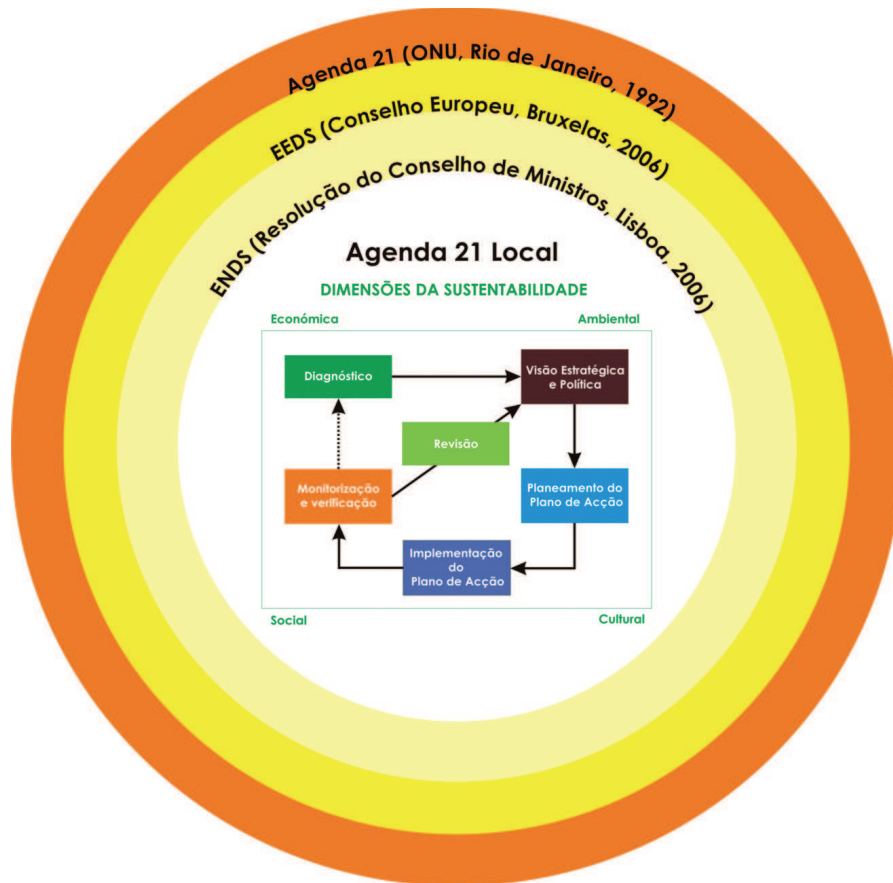 Agenda 21 (ONU, Rio de Janeiro, 1992)
EEDS (Conselho Europeu, Bruxelas, 2006)
ENDS (Resolução do Conselho de Ministros, Lisboa, 2006)
Agenda 21 Local
DIMENSÕES DA SUSTENTABILIDADE
Económica
Ambiental
Diagnóstico
Visão Estratégica
e Política
Revisão
Monitorização
e verificação
Planeamento do
Plano de Acção
Implementação
do
Plano de Acção
Social
Cultural